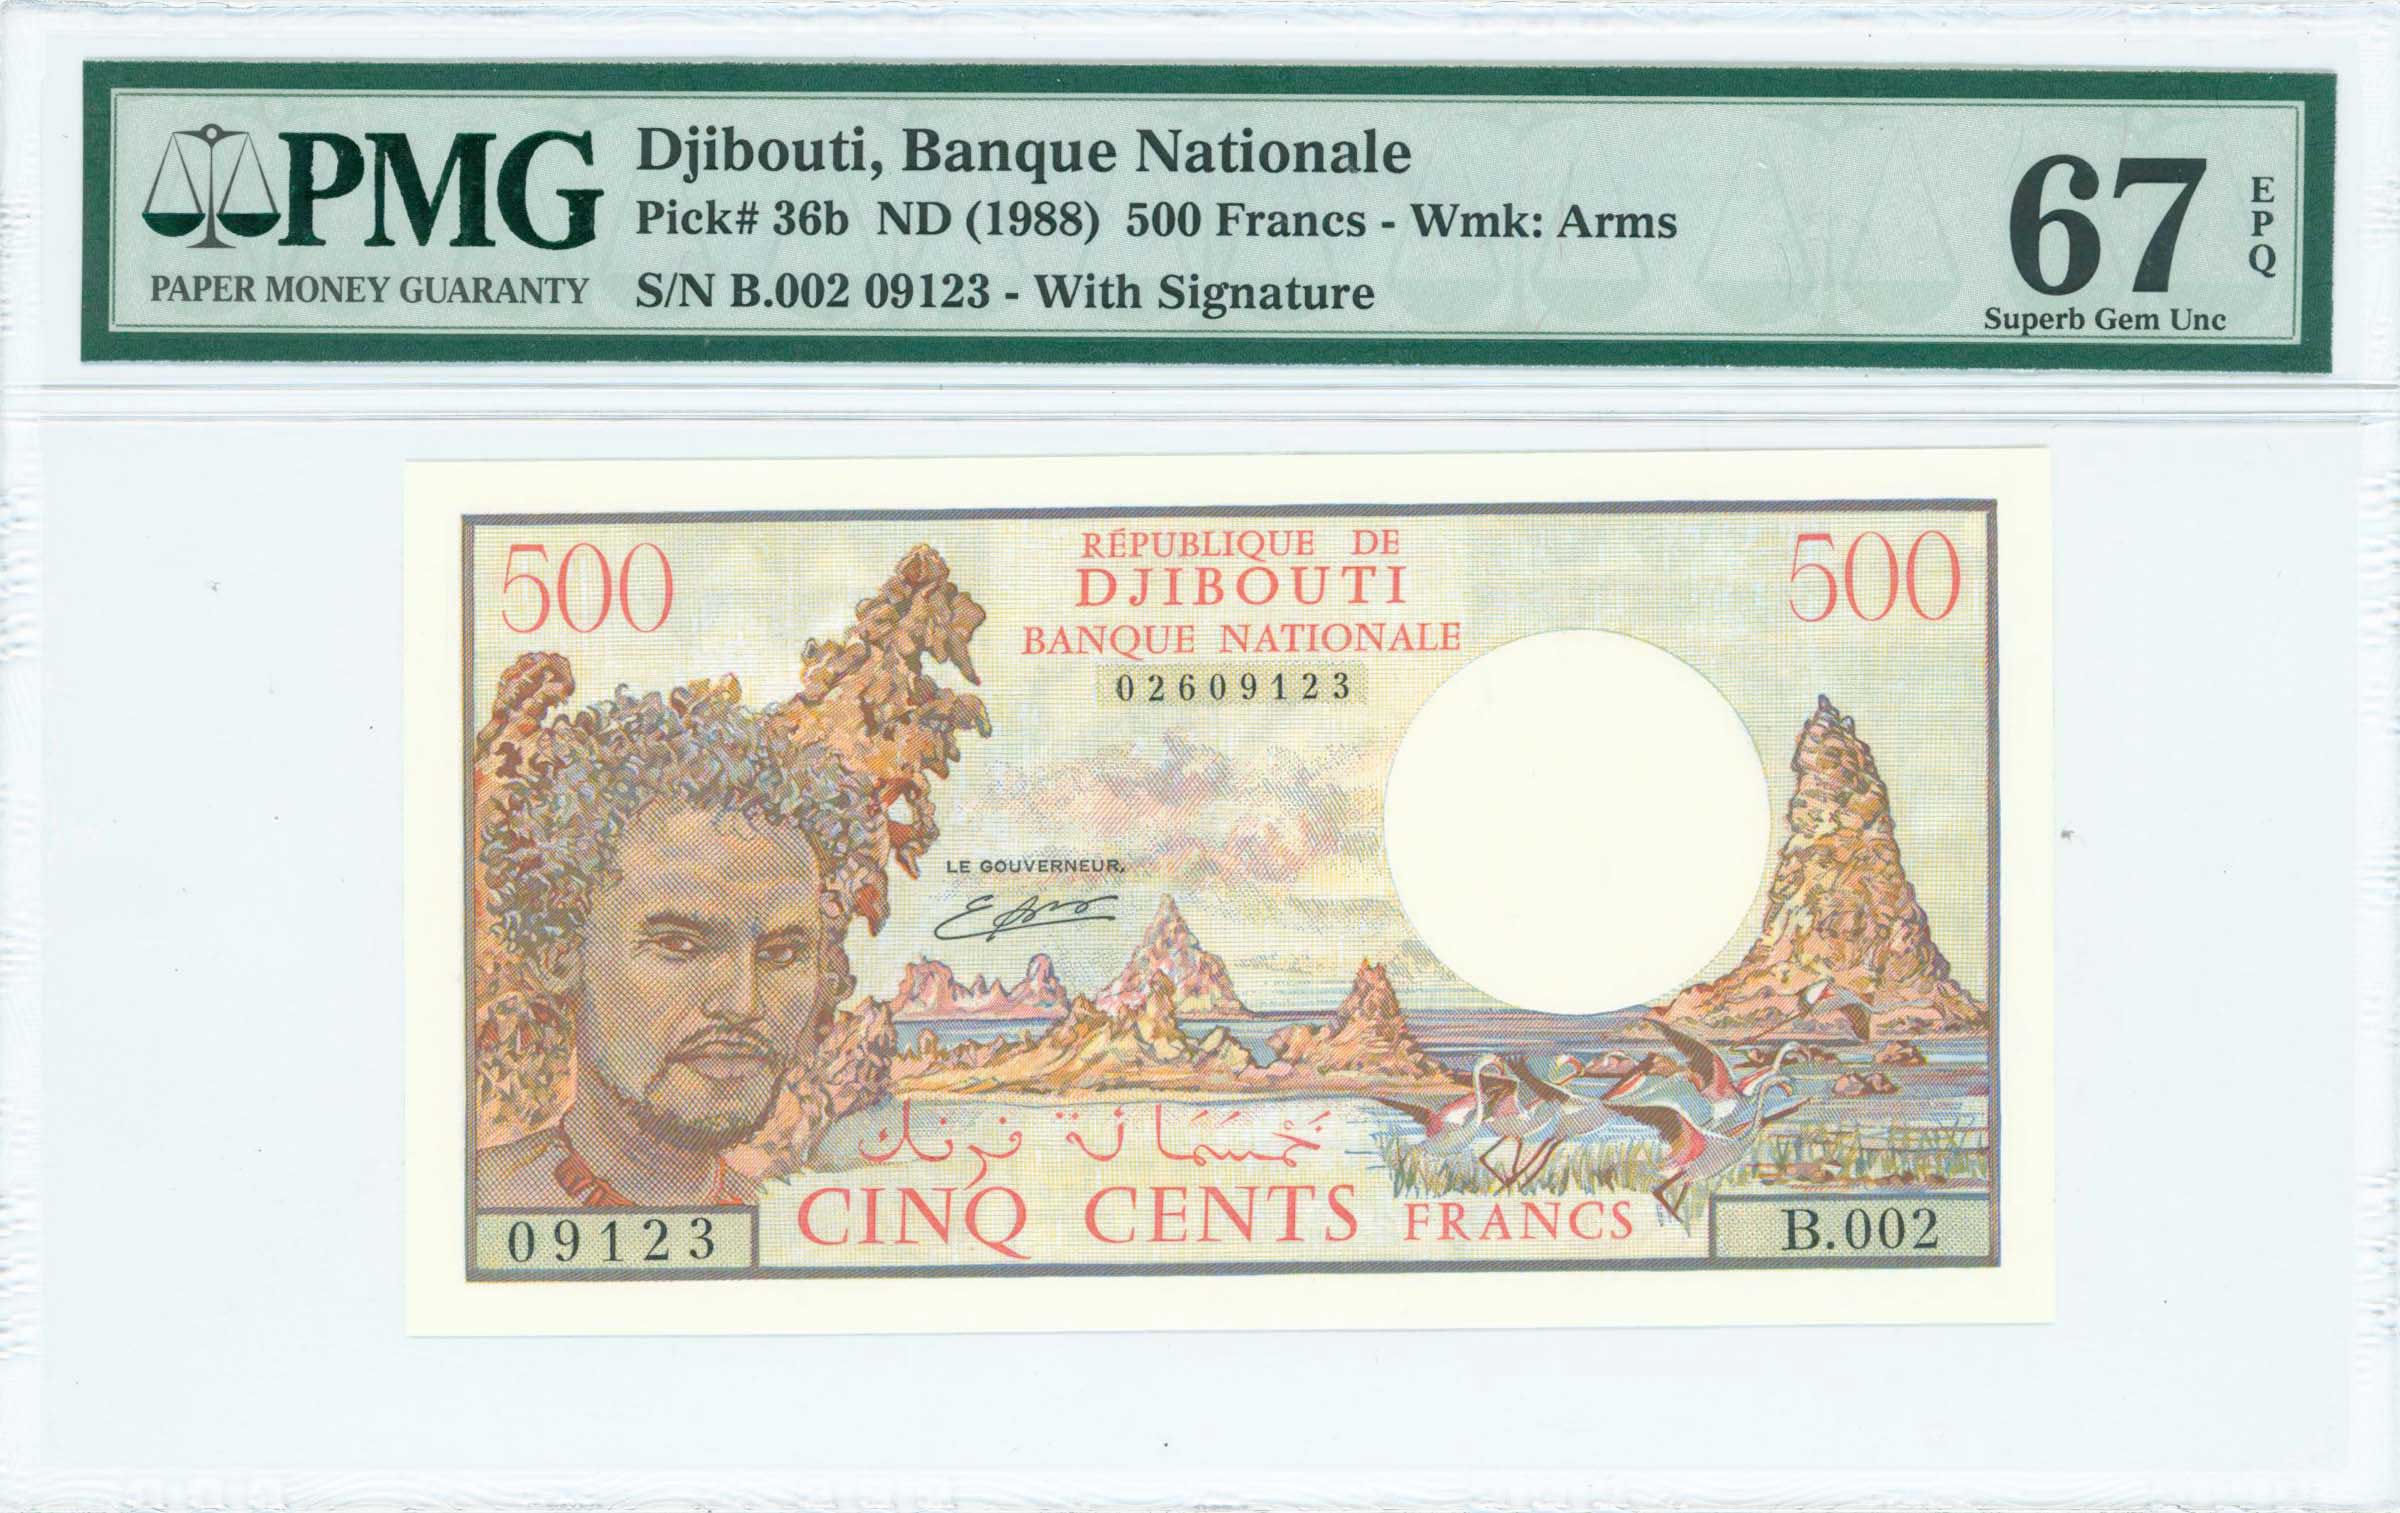 PMG
PAPER MONEY GUARANTY
Djibouti, Banque Nationale
Pick# 36b ND (1988) 500 Francs - Wmk: Arms
S/N B.002 09123 - With Signature
67
EPQ
Superb Gem Unc
500
RÉPUBLIQUE DE
DJIBOUTI
BANQUE NATIONALE
500
02609123
LE GOUVERNEUR,
خمسمائة فرنك
CINQ CENTS FRANCS
09123
B.002